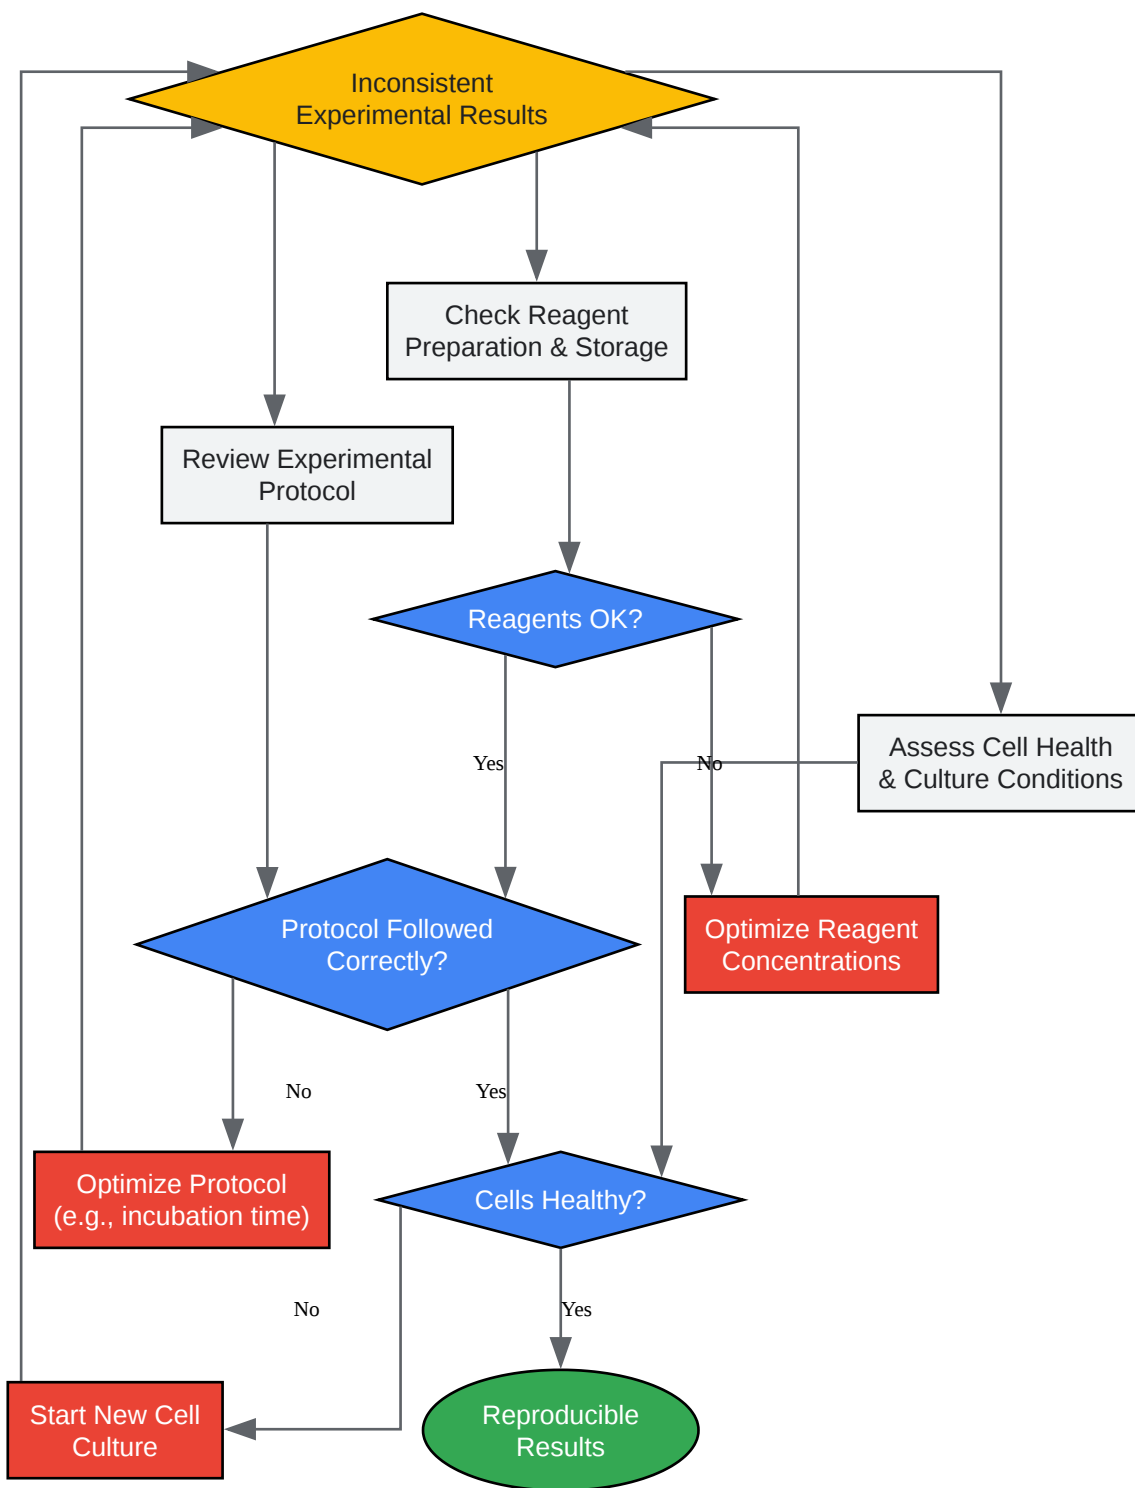 Inconsistent
Experimental Results
Check Reagent
Preparation & Storage
Review Experimental
Protocol
Reagents OK?
Assess Cell Health
& Culture Conditions
Yes
No
Protocol Followed
Correctly?
Optimize Reagent
Concentrations
No
Yes
Optimize Protocol
(e.g., incubation time)
Cells Healthy?
No
Yes
Start New Cell
Culture
Reproducible
Results